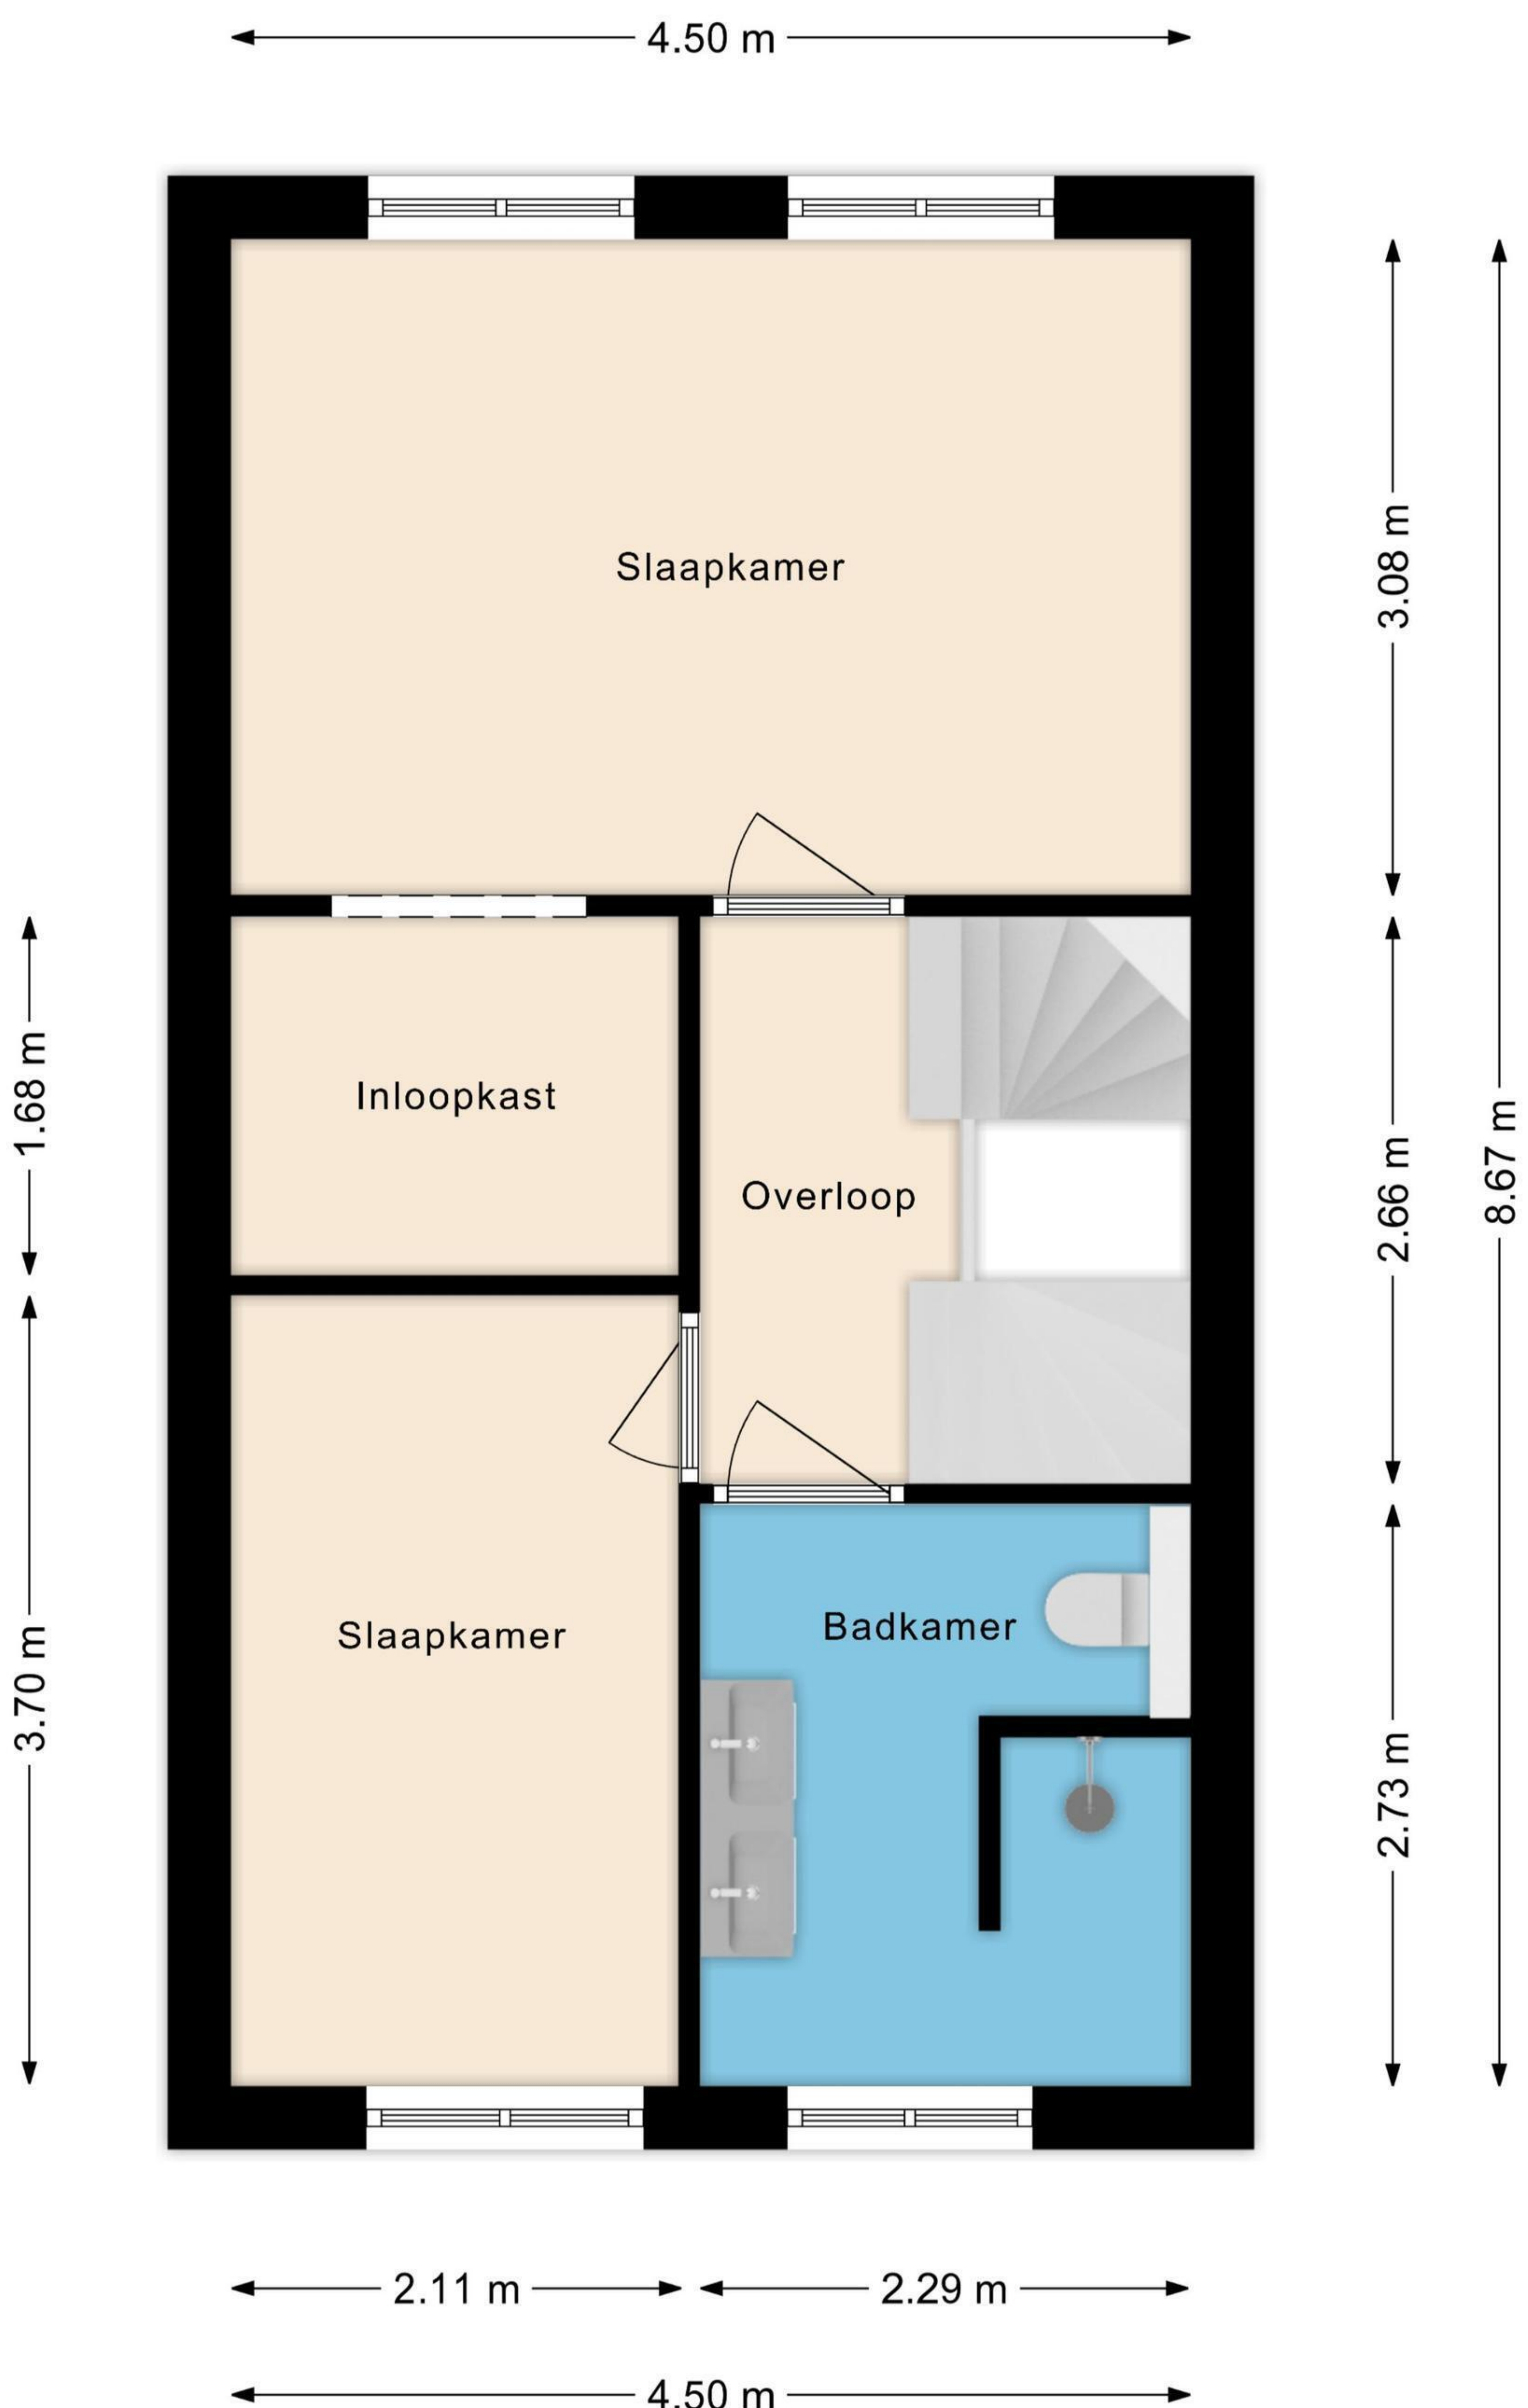 4.50 m
Slaapkamer
3.08 m
8.67 m
1.68 m
Inloopkast
Overloop
2.66 m
3.70 m
Slaapkamer
Badkamer
2.73 m
2.11 m
2.29 m
4.50 m